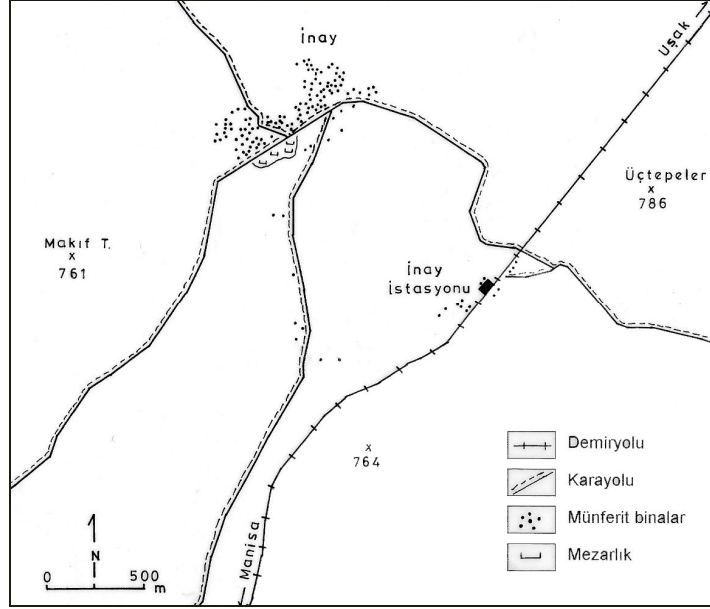 İnay
Uşak
Üçtepeler
x
786
Makıf T.
x
761
İnay
İstasyonu
x
764
Manisa
N
0 500
m
Demiryolu
Karayolu
Münferit binalar
Mezarlık